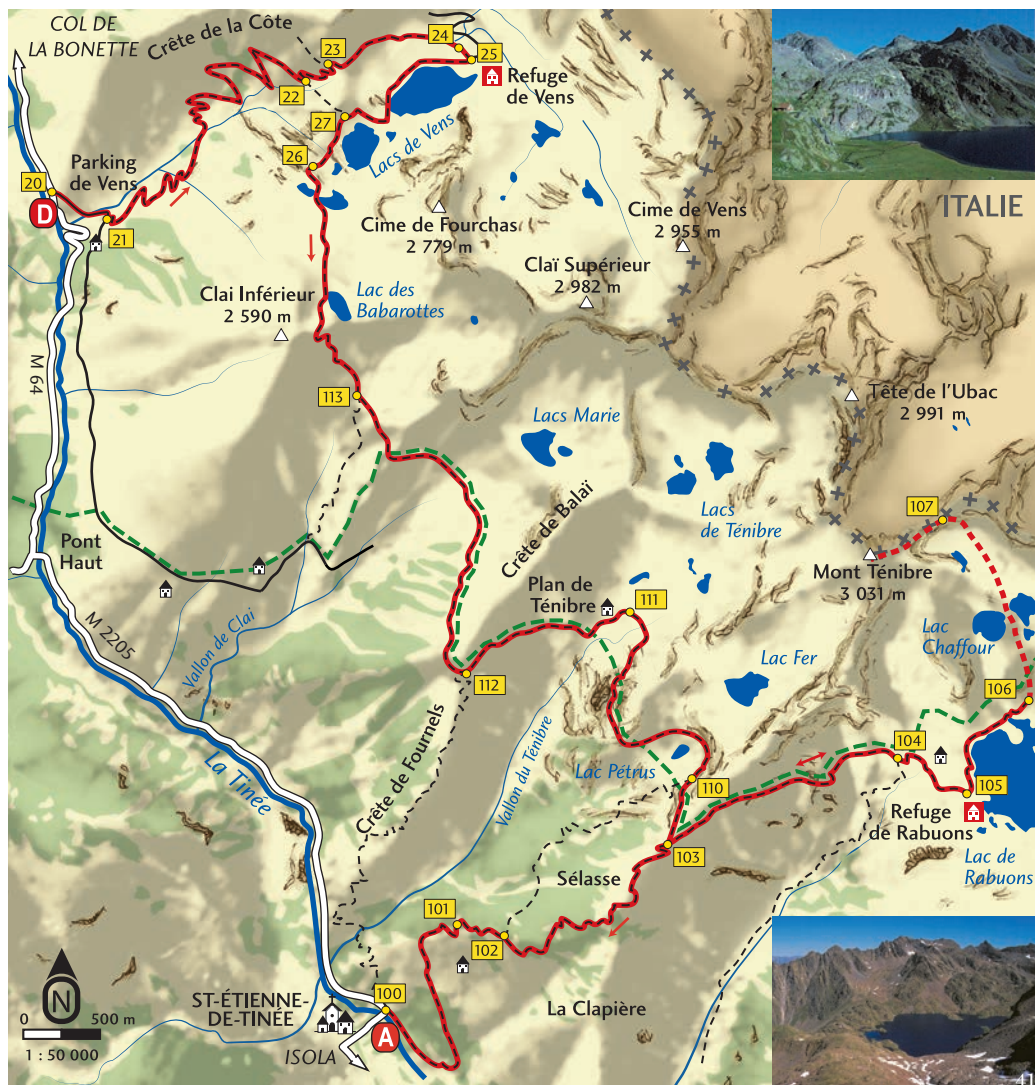 COL DE
LA BONETTE
Crête de la Côte
23
24
25
Refuge
de Vens
22
27
Lacs de Vens
26
Parking
de Vens
20
D
21
Cime de Fourchas
2 779 m
Cime de Vens
2 955 m
ITALIE
Claï Supérieur
2 982 m
Clai Inférieur
2 590 m
Lac des
Babarottes
M 64
113
Tête de l'Ubac
2 991 m
Lacs Marie
Crête de Balaï
Lacs
de Ténibre
107
Pont
Haut
Mont Ténibre
3 031 m
Plan de
Ténibre
111
Lac
Chaffour
M 2205
Vallon de Clai
112
Lac Fer
106
Crête de Fournels
Vallon du Ténibre
La Tinée
Lac Pétrus
110
104
105
Refuge
de Rabuons
103
Lac de
Rabuons
Sélasse
101
102
100
ST-ÉTIENNE-
DE-TINÉE
A
La Clapière
ISOLA
N
0 500 m
1 : 50 000
41